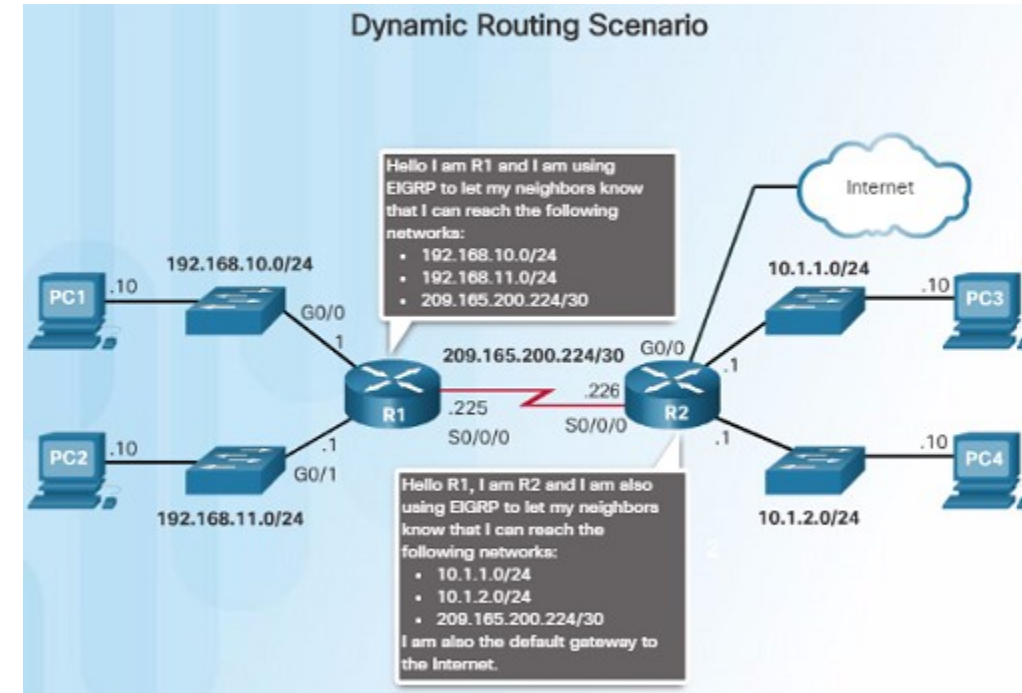 Dynamic Routing Scenario
Hello I am R1 and I am using
EIGRP to let my neighbors know
that I can reach the following
networks:
• 192.168.10.0/24
• 192.168.11.0/24
• 209.165.200.224/30
Internet
192.168.10.0/24
10.1.1.0/24
PC1
.10
G0/0
.1
209.165.200.224/30
G0/0
.1
.10
PC3
R1
.225
S0/0/0
.226
S0/0/0
R2
PC2
.10
.1
G0/1
192.168.11.0/24
.1
.10
PC4
10.1.2.0/24
Hello R1, I am R2 and I am also
using EIGRP to let my neighbors
know that I can reach the
following networks:
• 10.1.1.0/24
• 10.1.2.0/24
• 209.165.200.224/30
I am also the default gateway to
the Internet.
2